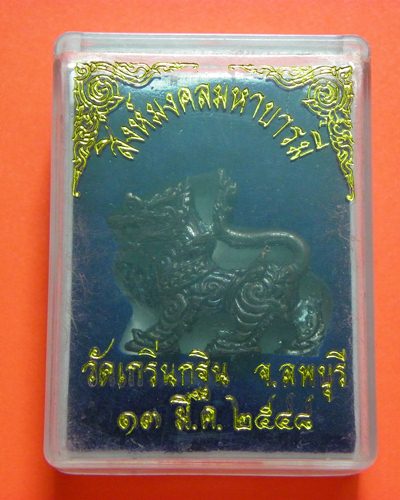 สิงห์มงคลมหาบารมี
วัดเกริ่นกฐิน จ.ลพบุรี
๑๓ มี.ค. ๒๕๔๘